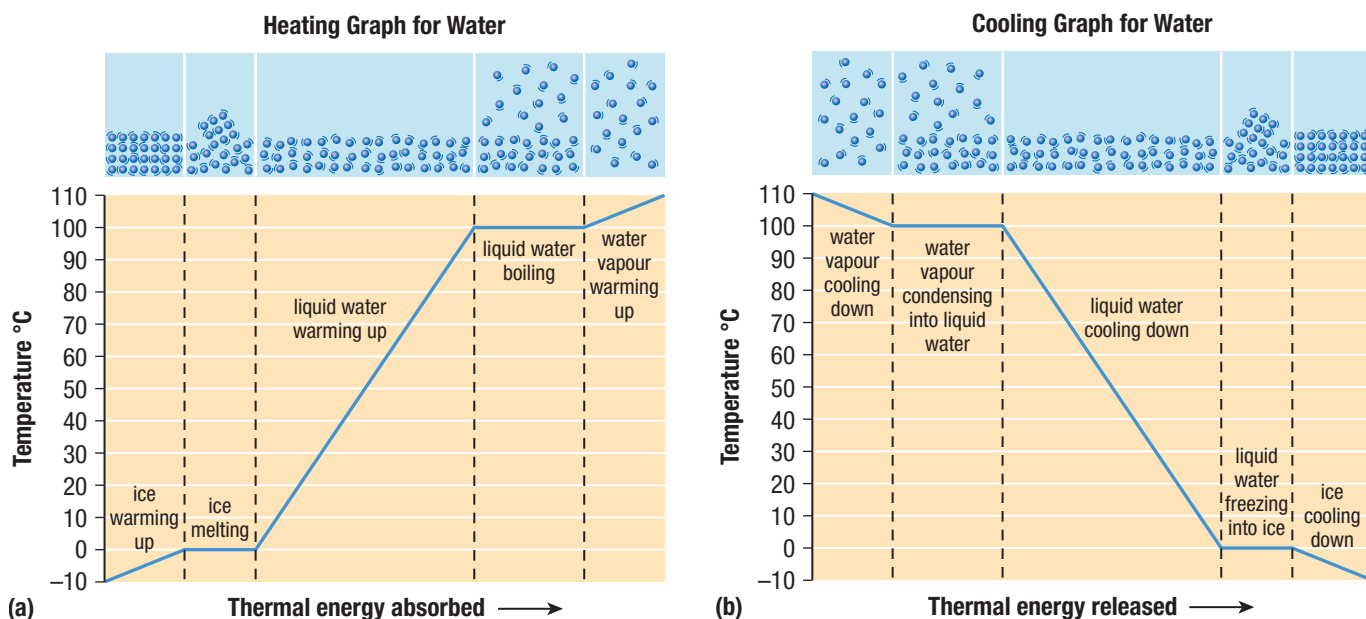 Heating Graph for Water
110
100
90
80
70
60
50
40
30
20
10
0
–10
Temperature °C
ice
warming
up
ice
melting
liquid water
warming up
liquid water
boiling
water
vapour
warming
up
(a)
Thermal energy absorbed
Cooling Graph for Water
110
100
90
80
70
60
50
40
30
20
10
0
–10
Temperature °C
water
vapour
cooling
down
water
vapour
condensing
into liquid
water
liquid water
cooling down
liquid
water
freezing
into ice
ice
cooling
down
(b)
Thermal energy released